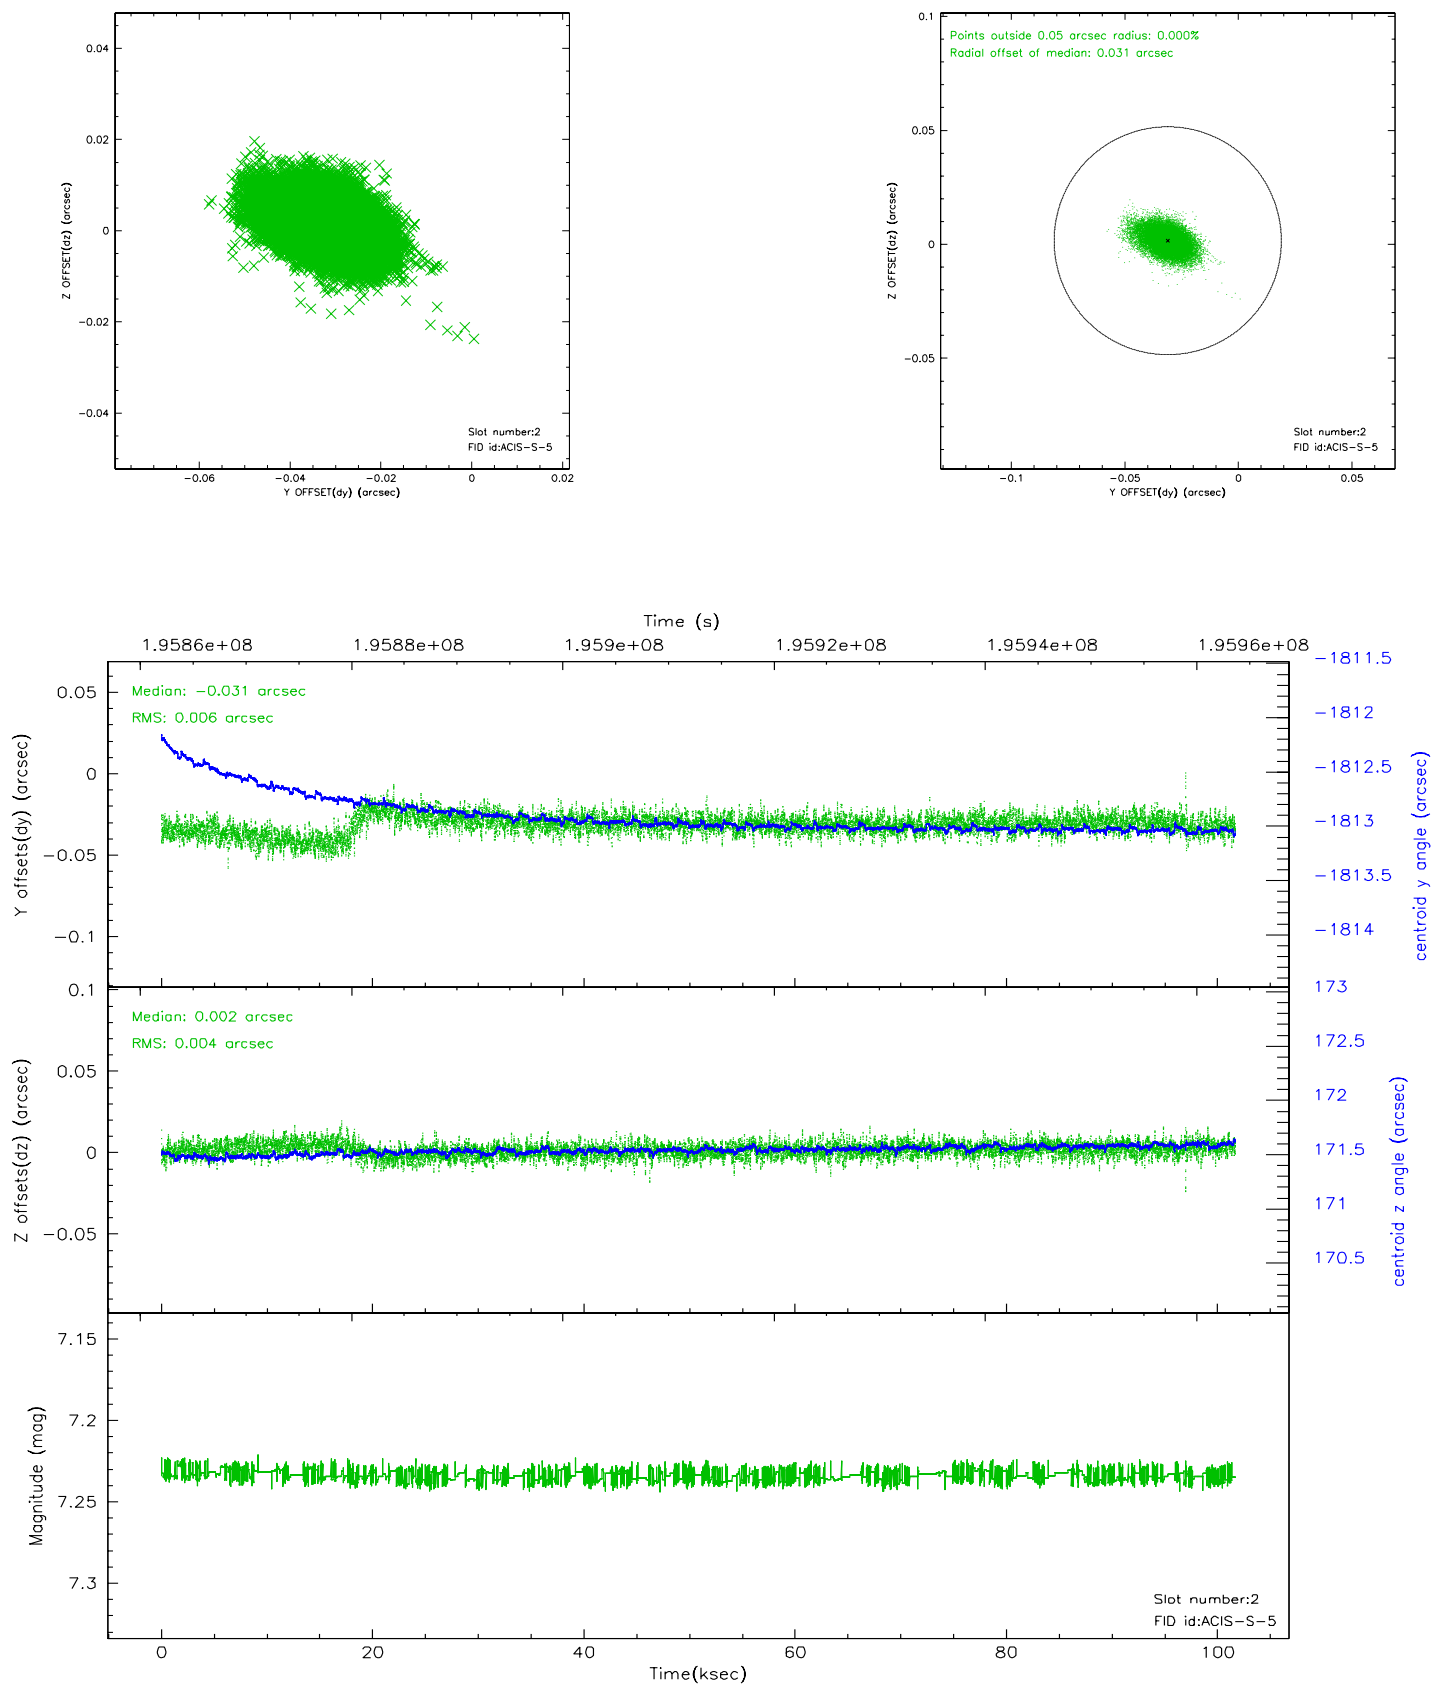 0.04
0.02
0
-0.02
-0.04
Z OFFSET(dz) (arcsec)
Slot number:2
FID id:ACIS-S-5
-0.06
-0.04
-0.02
0
0.02
Y OFFSET(dy) (arcsec)
0.1
0.05
0
-0.05
Z OFFSET(dz) (arcsec)
Points outside 0.05 arcsec radius: 0.000%
Radial offset of median: 0.031 arcsec
Slot number:2
FID id:ACIS-S-5
-0.1
-0.05
0
0.05
Y OFFSET(dy) (arcsec)
Time (s)
1.9586e+08
1.9588e+08
1.959e+08
1.9592e+08
1.9594e+08
1.9596e+08
0.05
0
-0.05
-0.1
Y offsets(dy) (arcsec)
Median: -0.031 arcsec
RMS: 0.006 arcsec
-1811.5
-1812
-1812.5
-1813
-1813.5
-1814
centroid y angle (arcsec)
0.1
0.05
0
-0.05
Z offsets(dz) (arcsec)
Median: 0.002 arcsec
RMS: 0.004 arcsec
173
172.5
172
171.5
171
170.5
centroid z angle (arcsec)
7.15
7.2
7.25
7.3
Magnitude (mag)
Slot number:2
FID id:ACIS-S-5
0
20
40
60
80
100
Time(ksec)